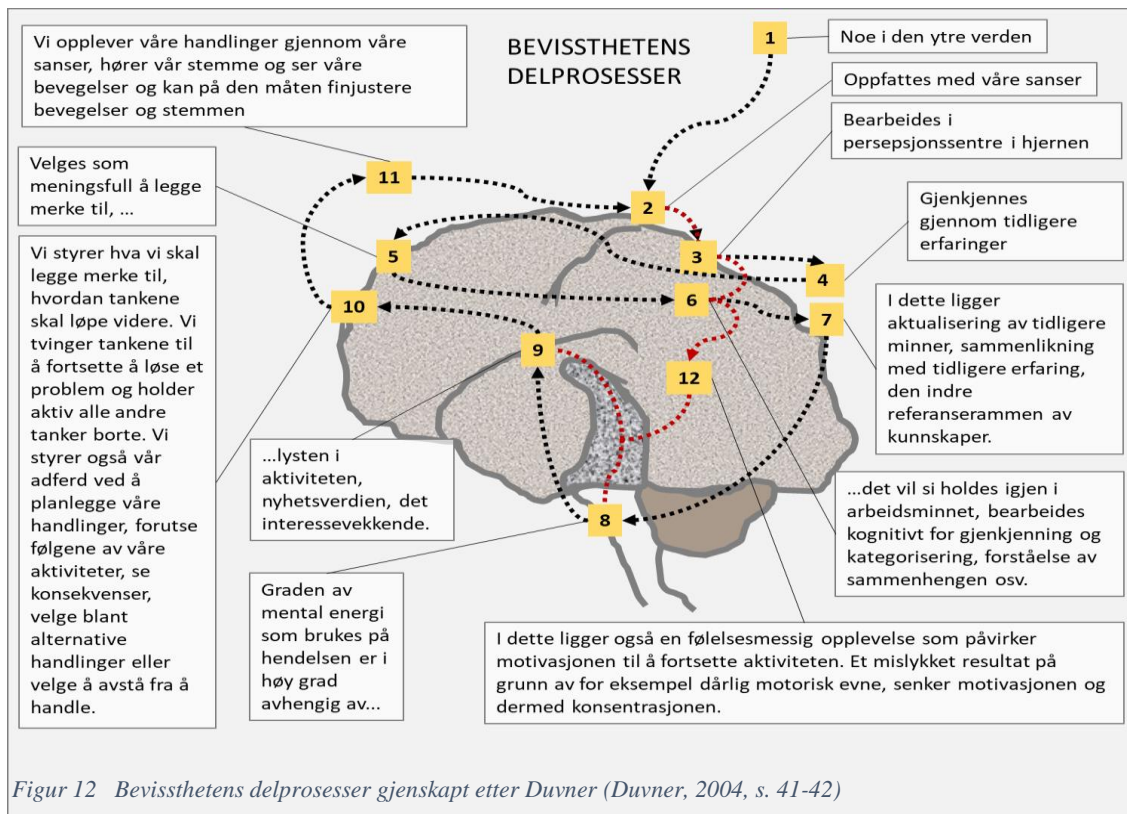 BEVISSTHETENS
DELPROSESSER
1
Noe i den ytre verden
2
Oppfattes med våre sanser
3
Bearbeides i
persepsjonssentre i hjernen
4
Gjenkjennes
gjennom tidligere
erfaringer
5
Velges som
meningsfull å legge
merke til, ...
6
...det vil si holdes igjen i
arbeidsminnet, bearbeides
kognitivt for gjenkjenning og
kategorisering, forståelse av
sammenhengen osv.
7
I dette ligger
aktualisering av tidligere
minner, sammenlikning
med tidligere erfaring,
den indre
referanserammen av
kunnskaper.
8
Graden av
mental energi
som brukes på
hendelsen er i
høy grad
avhengig av...
9
...lysten i
aktiviteten,
nyhetsverdien, det
interessevekkende.
10
Vi styrer hva vi skal
legge merke til,
hvordan tankene
skal løpe videre. Vi
tvinger tankene til
å fortsette å løse et
problem og holder
aktiv alle andre
tanker borte. Vi
styrer også vår
adferd ved å
planlegge våre
handlinger, forutse
følgene av våre
aktiviteter, se
konsekvenser,
velge blant
alternative
handlinger eller
velge å avstå fra å
handle.
11
Vi opplever våre handlinger gjennom våre
sanser, hører vår stemme og ser våre
bevegelser og kan på den måten finjustere
bevegelser og stemmen
12
I dette ligger også en følelsesmessig opplevelse som påvirker
motivasjonen til å fortsette aktiviteten. Et mislykket resultat på
grunn av for eksempel dårlig motorisk evne, senker motivasjonen og
dermed konsentrasjonen.
Figur 12 Bevissthetens delprosesser gjenskapt etter Duvner (Duvner, 2004, s. 41-42)